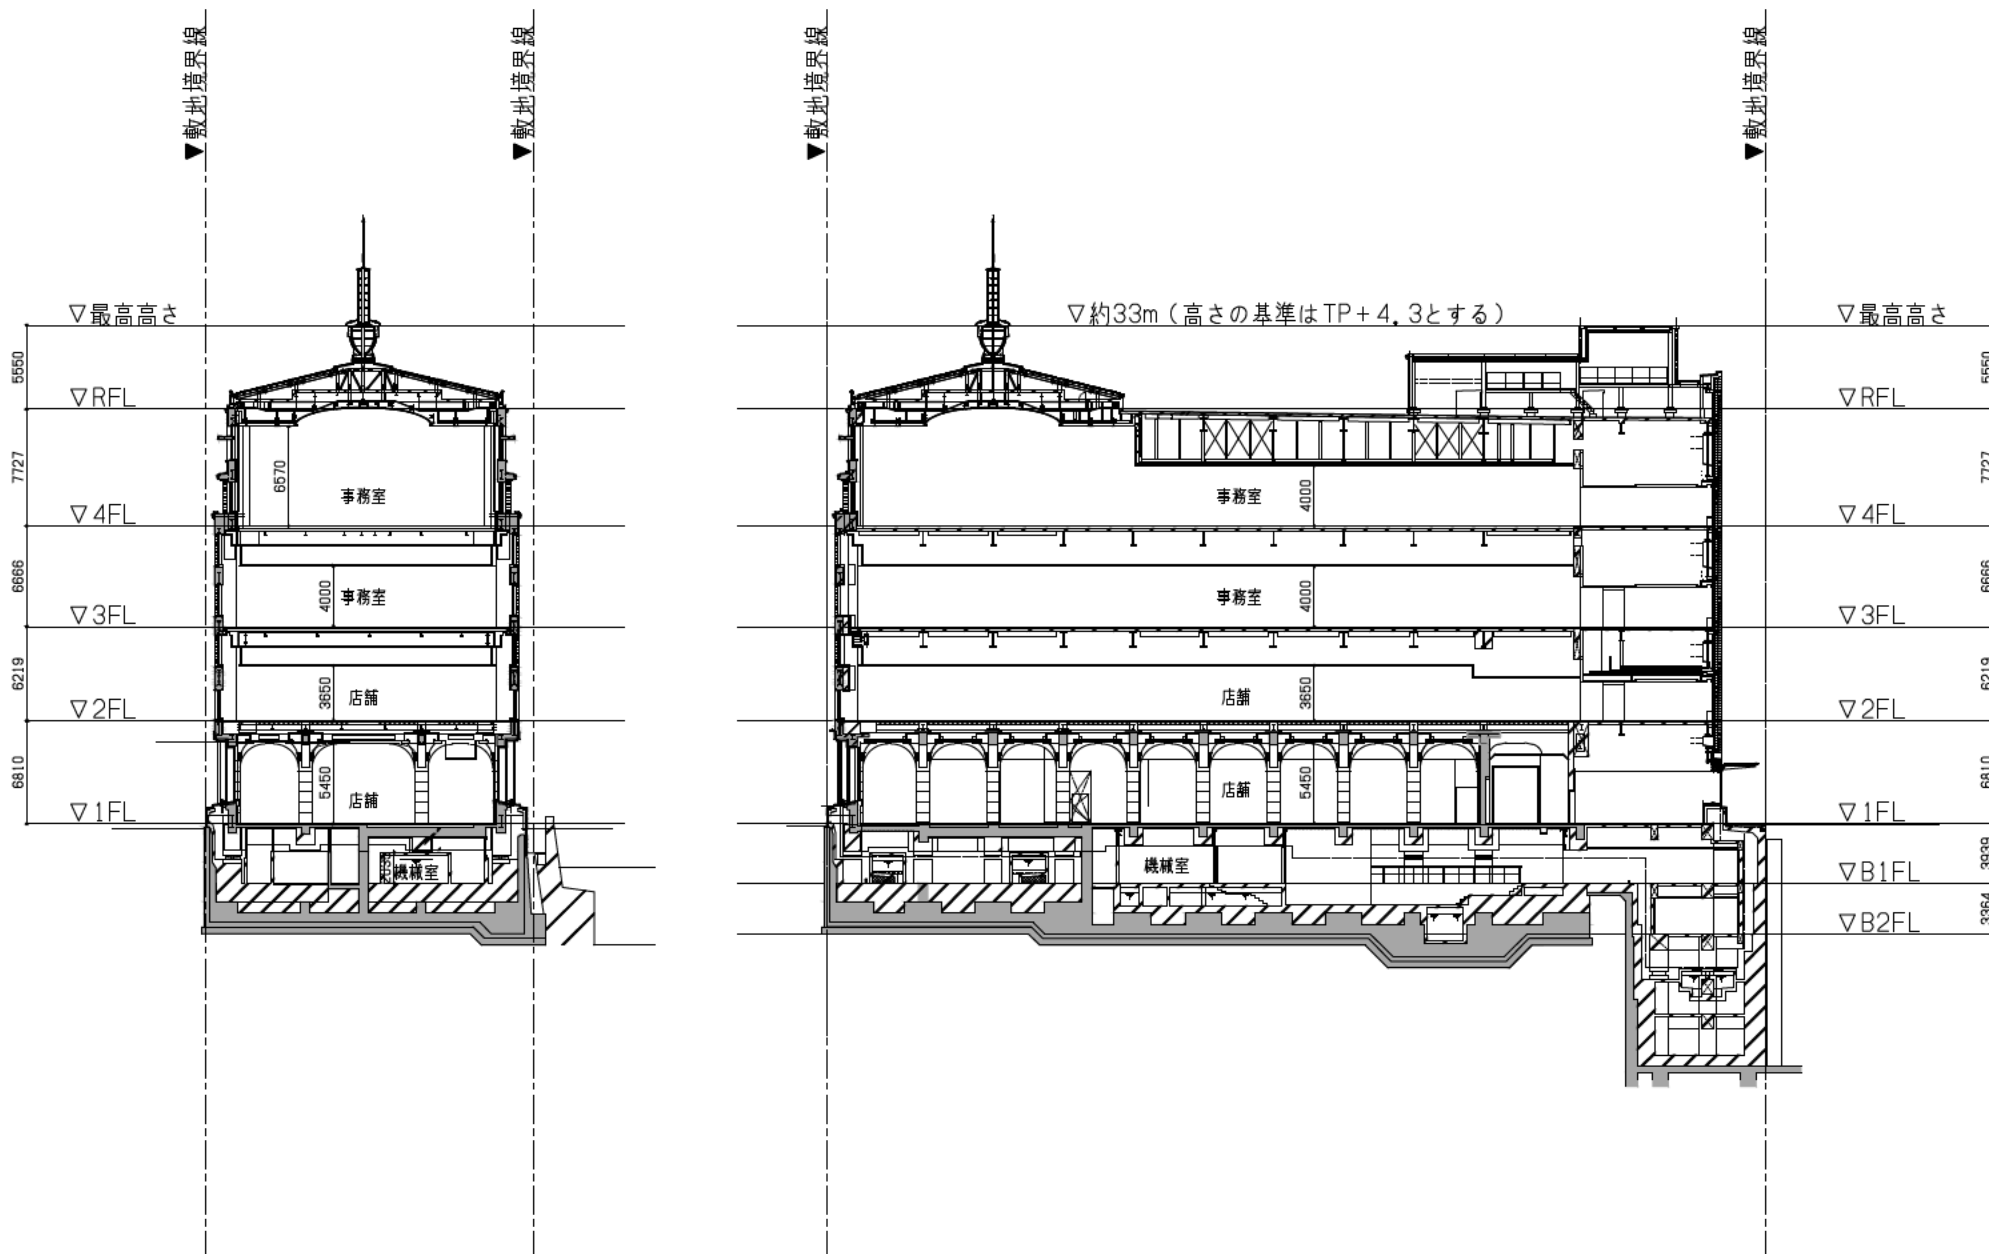 ▼敷地境界線
▼敷地境界線
▼敷地境界線
▼敷地境界線
▽最高高さ
▽約33m（高さの基準はTP+4.3とする）
▽最高高さ
5550
5550
▽RFL
▽RFL
7727
6570
事務室
事務室
4000
7727
▽4FL
▽4FL
6666
4000
事務室
事務室
4000
6666
▽3FL
▽3FL
6219
3650
店舗
店舗
3650
6219
▽2FL
▽2FL
6810
5450
店舗
店舗
5450
6810
▽1FL
▽1FL
機械室
機械室
3939
▽B1FL
3364
▽B2FL